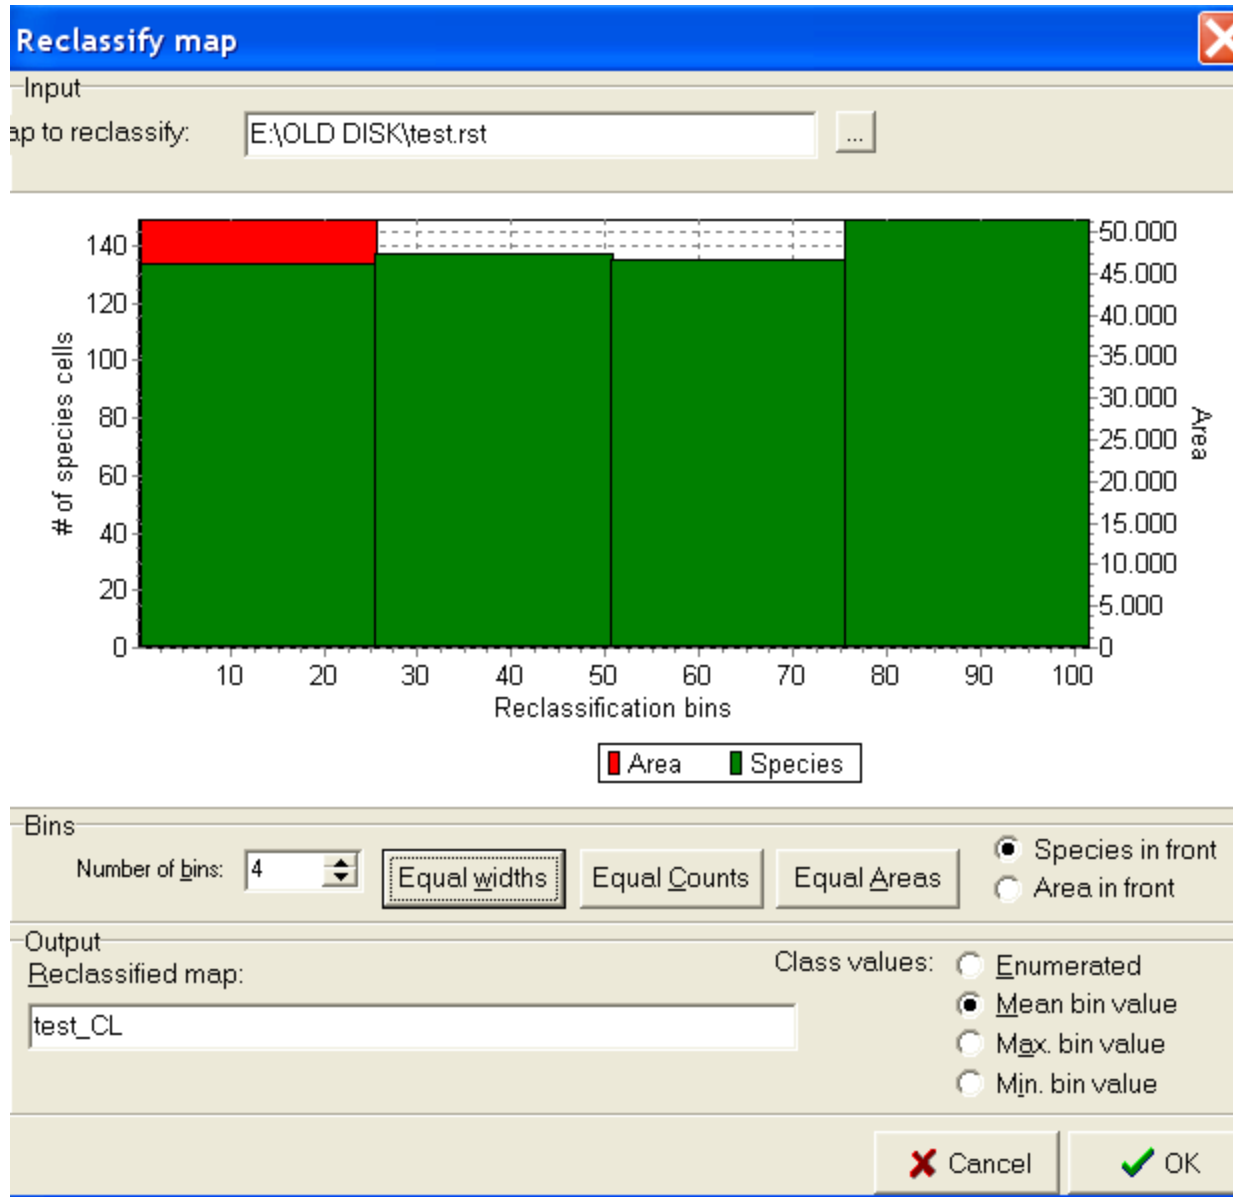 Reclassify map
Input
ap to reclassify:
E:\OLD DISK\test.rst
...
140
120
100
80
60
40
20
0
# of species cells
50.000
45.000
40.000
35.000
30.000
25.000
20.000
15.000
10.000
5.000
0
Area
10 20 30 40 50 60 70 80 90 100
Reclassification bins
Area Species
Bins
Number of bins: 4 Equal widths Equal Counts Equal Areas
Species in front
Area in front
Output
Reclassified map:
test_CL
Class values:
Enumerated
Mean bin value
Max. bin value
Min. bin value
Cancel OK